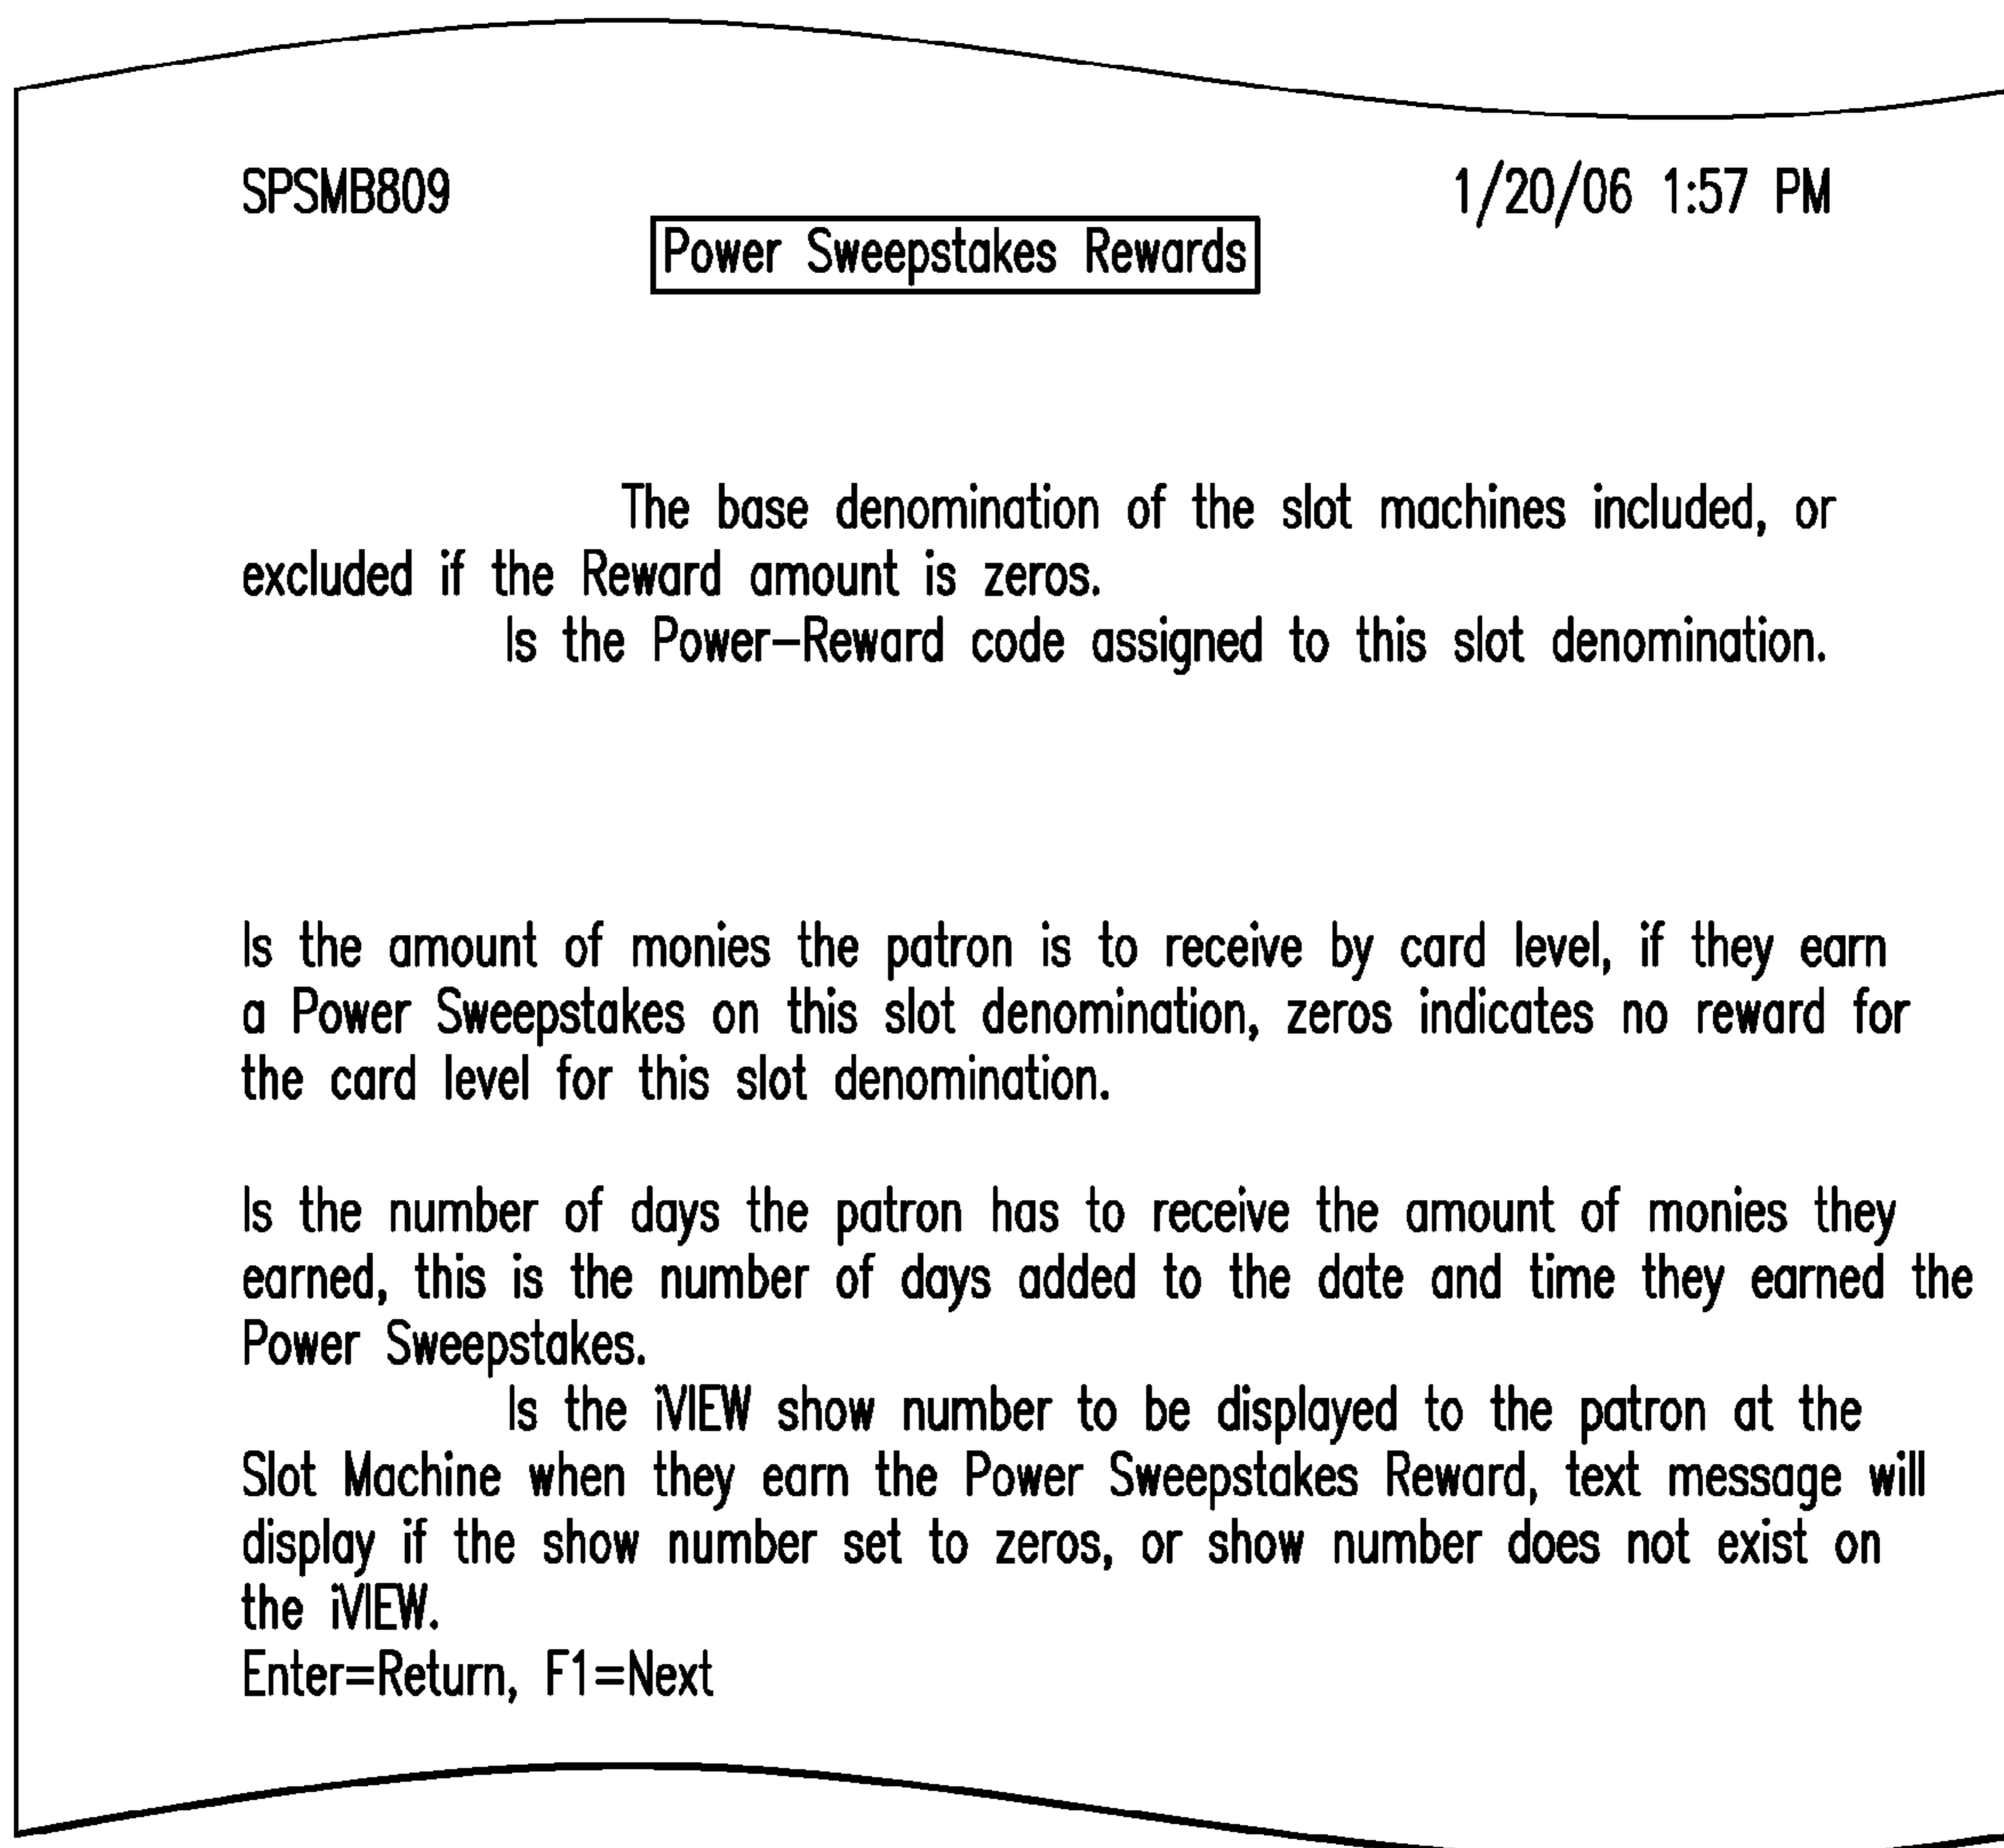 SPSMB809 1/20/06 1:57 PM
Power Sweepstakes Rewards
The base denomination of the slot machines included, or
excluded if the Reward amount is zeros.
Is the Power-Reward code assigned to this slot denomination.
Is the amount of monies the patron is to receive by card level, if they earn
a Power Sweepstakes on this slot denomination, zeros indicates no reward for
the card level for this slot denomination.
Is the number of days the patron has to receive the amount of monies they
earned, this is the number of days added to the date and time they earned the
Power Sweepstakes.
Is the iVIEW show number to be displayed to the patron at the
Slot Machine when they earn the Power Sweepstakes Reward, text message will
display if the show number set to zeros, or show number does not exist on
the iVIEW.
Enter=Return, F1=Next